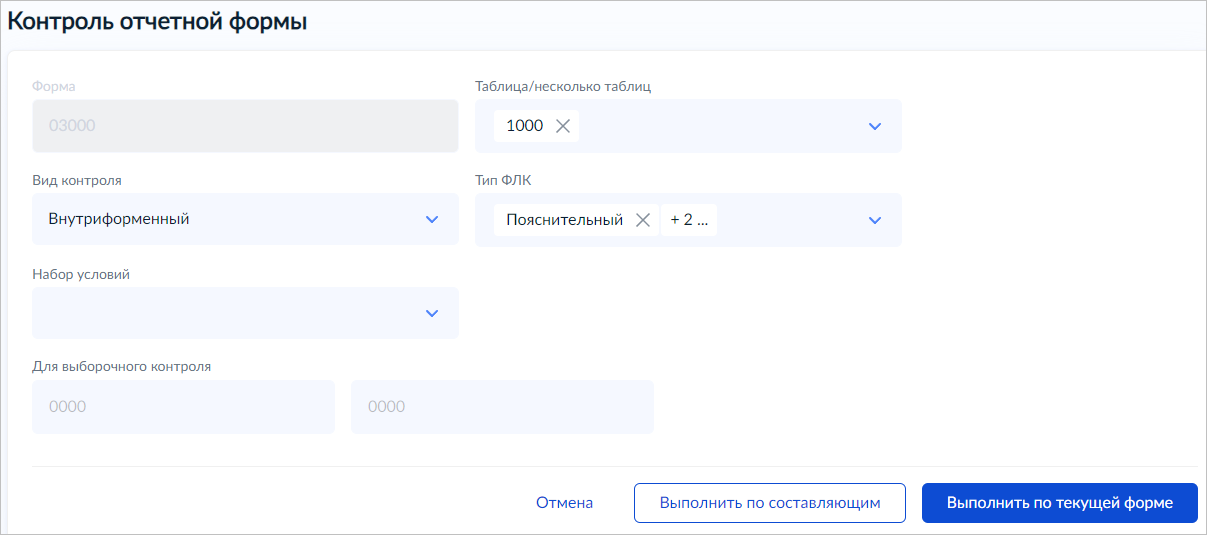 Контроль отчетной формы
Форма
Таблица/несколько таблиц
03000
1000
Вид контроля
Тип ФЛК
Внутриформенный
Пояснительный + 2 ...
Набор условий
Для выборочного контроля
0000
0000
Отмена
Выполнить по составляющим
Выполнить по текущей форме